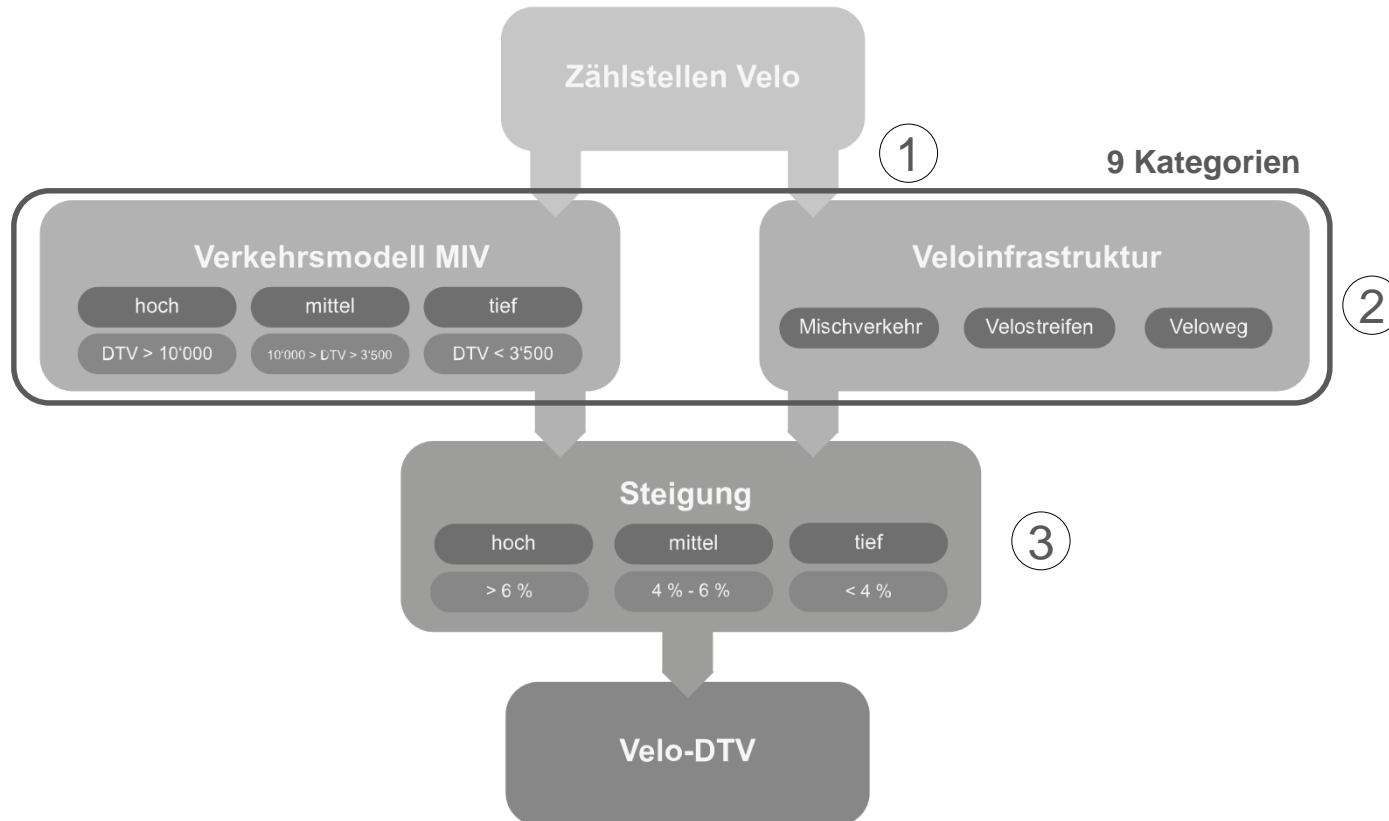 Zählstellen Velo
1
9 Kategorien
Verkehrsmodell MIV
hoch mittel tief
DTV > 10'000 10'000 > DTV > 3'500 DTV < 3'500
Veloinfrastruktur
Mischverkehr Velostreifen Veloweg
2
Steigung
hoch mittel tief
> 6 % 4 % - 6 % < 4 %
3
Velo-DTV